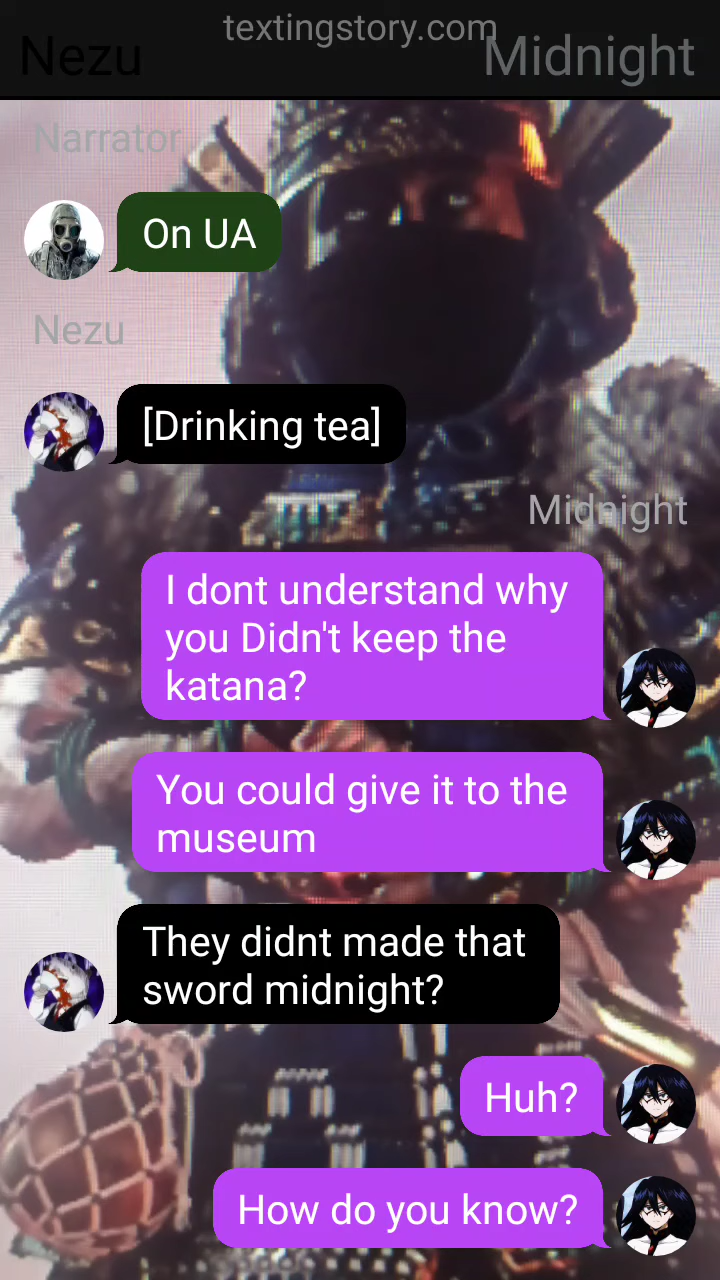 textingstory.com
Nezu
Midnight
Narrator
On UA
Nezu
[Drinking tea]
Midnight
I dont understand why
you Didn't keep the
katana?
You could give it to the
museum
They didnt made that
sword midnight?
Huh?
How do you know?